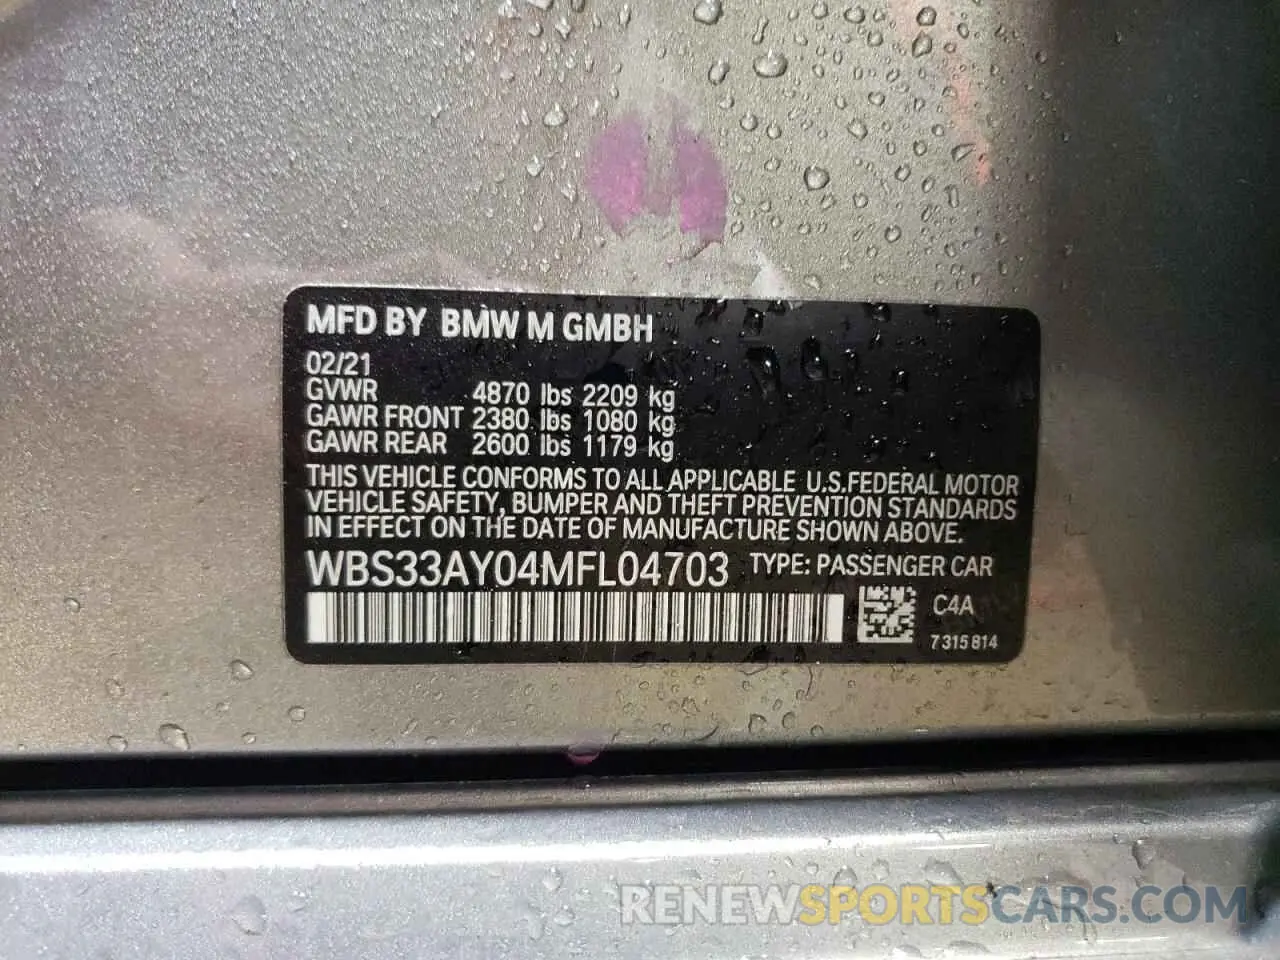 MFD BY BMW M GMBH
02/21
GVWR 4870 lbs 2209 kg
GAWR FRONT 2380 lbs 1080 kg
GAWR REAR 2600 lbs 1179 kg
THIS VEHICLE CONFORMS TO ALL APPLICABLE U.S.FEDERAL MOTOR
VEHICLE SAFETY, BUMPER AND THEFT PREVENTION STANDARDS
IN EFFECT ON THE DATE OF MANUFACTURE SHOWN ABOVE.
WBS33AY04MFL04703 TYPE: PASSENGER CAR
C4A
7315814
RENEWSPORTSCARS.COM